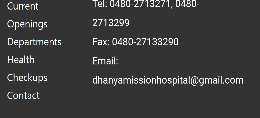 Current
Openings
Departments
Health
Checkups
Contact
Tel: 0480-2713271, 0480-
2713299
Fax: 0480-27133290
Email:
dhanyamissionhospital@gmail.com